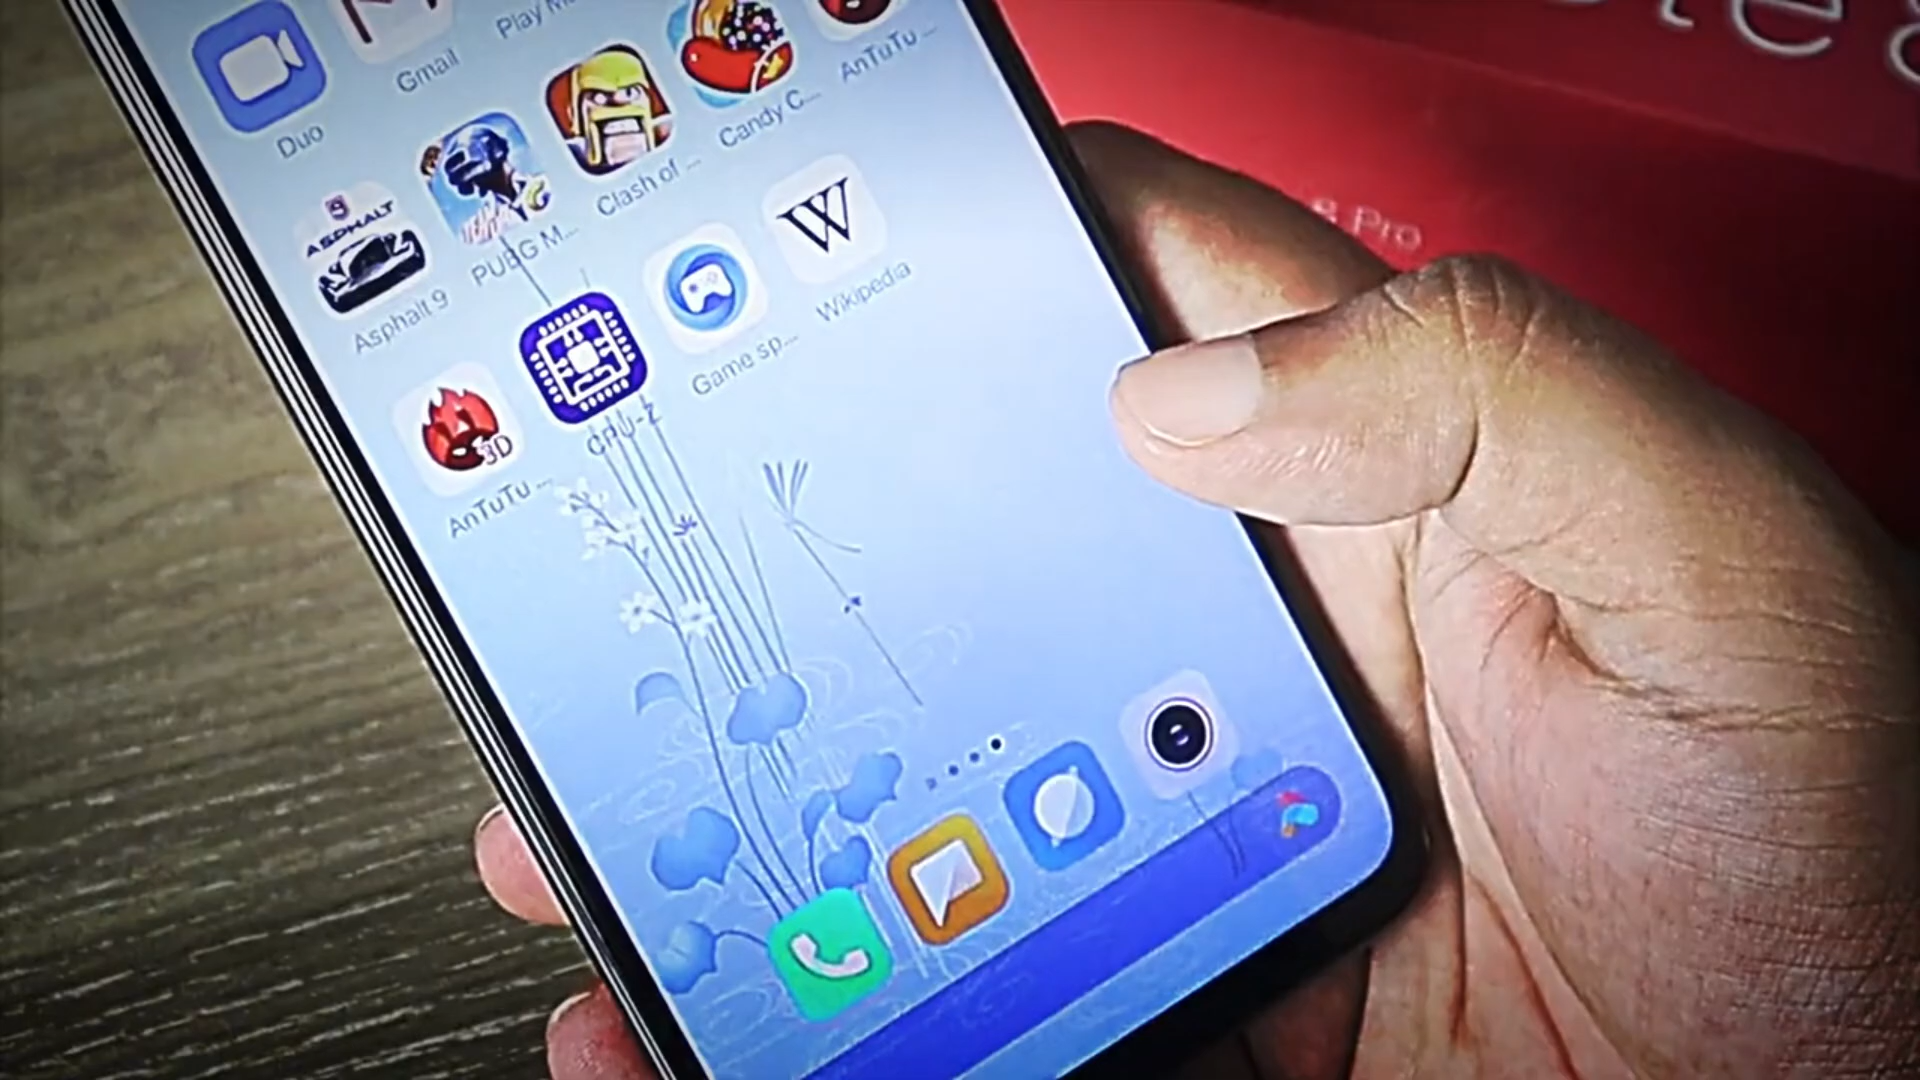 Duo
Gmail
Play M...
AnTuTu ...
Candy C...
Clash of ...
PUBG M...
ASPHALT
9
Asphalt 9
W
Wikipedia
Game sp...
CPU-Z
3D
AnTuTu ...
8 Pro